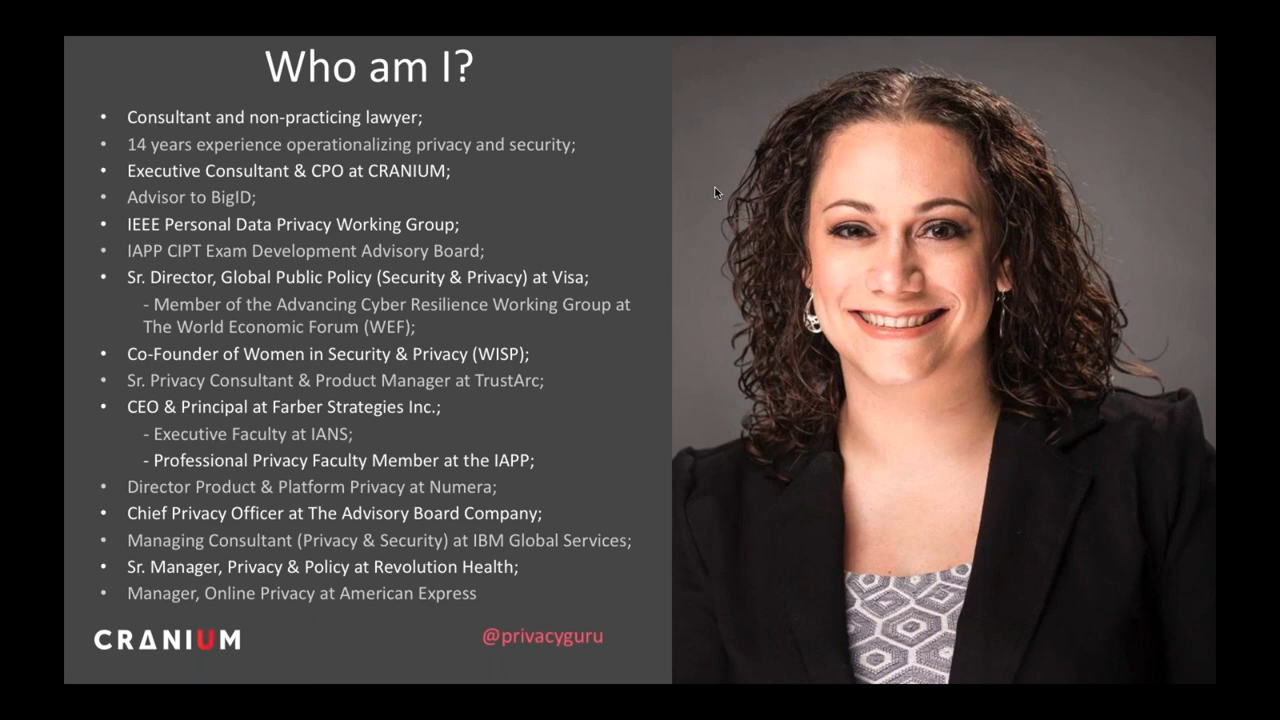 Who am I?
• Consultant and non-practicing lawyer;
• 14 years experience operationalizing privacy and security;
• Executive Consultant & CPO at CRANIUM;
• Advisor to BigID;
• IEEE Personal Data Privacy Working Group;
• IAPP CIPT Exam Development Advisory Board;
• Sr. Director, Global Public Policy (Security & Privacy) at Visa;
- Member of the Advancing Cyber Resilience Working Group at
The World Economic Forum (WEF);
• Co-Founder of Women in Security & Privacy (WISP);
• Sr. Privacy Consultant & Product Manager at TrustArc;
• CEO & Principal at Farber Strategies Inc.;
- Executive Faculty at IANS;
- Professional Privacy Faculty Member at the IAPP;
• Director Product & Platform Privacy at Numera;
• Chief Privacy Officer at The Advisory Board Company;
• Managing Consultant (Privacy & Security) at IBM Global Services;
• Sr. Manager, Privacy & Policy at Revolution Health;
• Manager, Online Privacy at American Express
CRANIUM
@privacyguru